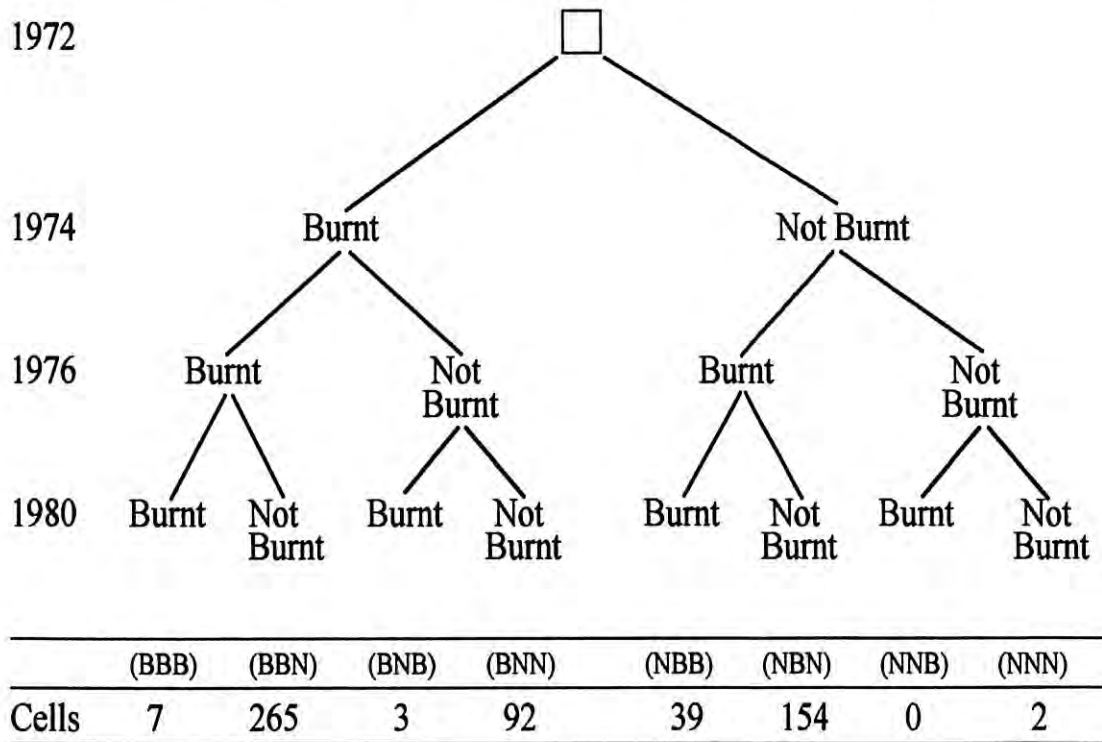 1972
1974 Burnt Not Burnt
1976 Burnt Not Burnt Burnt Not Burnt
1980 Burnt Not Burnt Burnt Not Burnt Burnt Not Burnt Burnt Not Burnt
(BBB) (BBN) (BNB) (BNN) (NBB) (NBN) (NNB) (NNN)
Cells 7 265 3 92 39 154 0 2